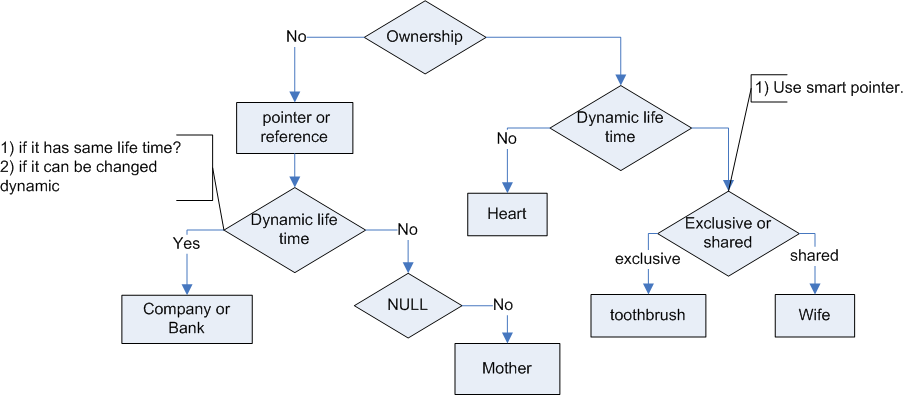 Ownership
No
pointer or
reference
1) Use smart pointer.
Dynamic life
time
No
1) if it has same life time?
2) if it can be changed
dynamic
Heart
Dynamic life
time
Exclusive or
shared
Yes
No
exclusive
shared
Company or
Bank
NULL
No
toothbrush
Wife
Mother